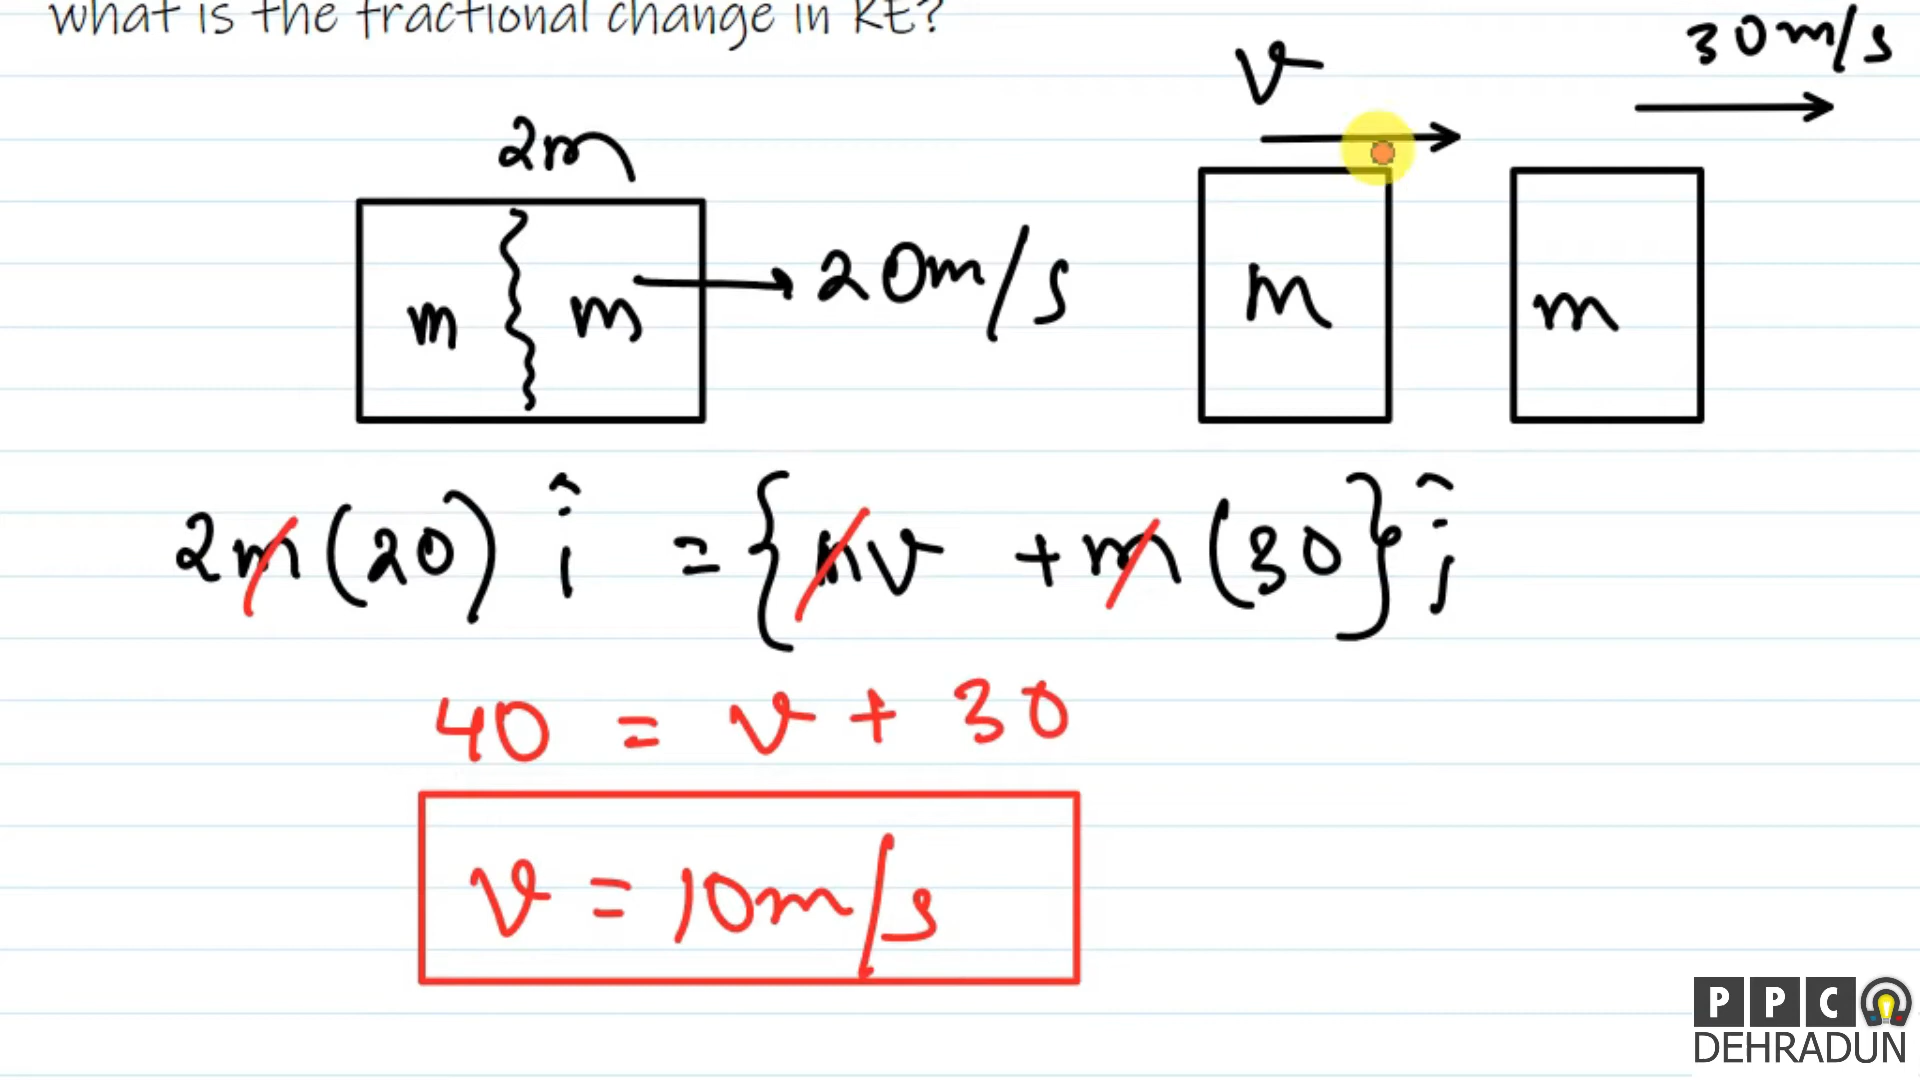 what is the fractional change in KE?
30m/s
v
2m
m m → 20m/s
m
m
2m(20) î = {mv + m(30} î
40 = v + 30
v = 10m/s
PPC
DEHRADUN